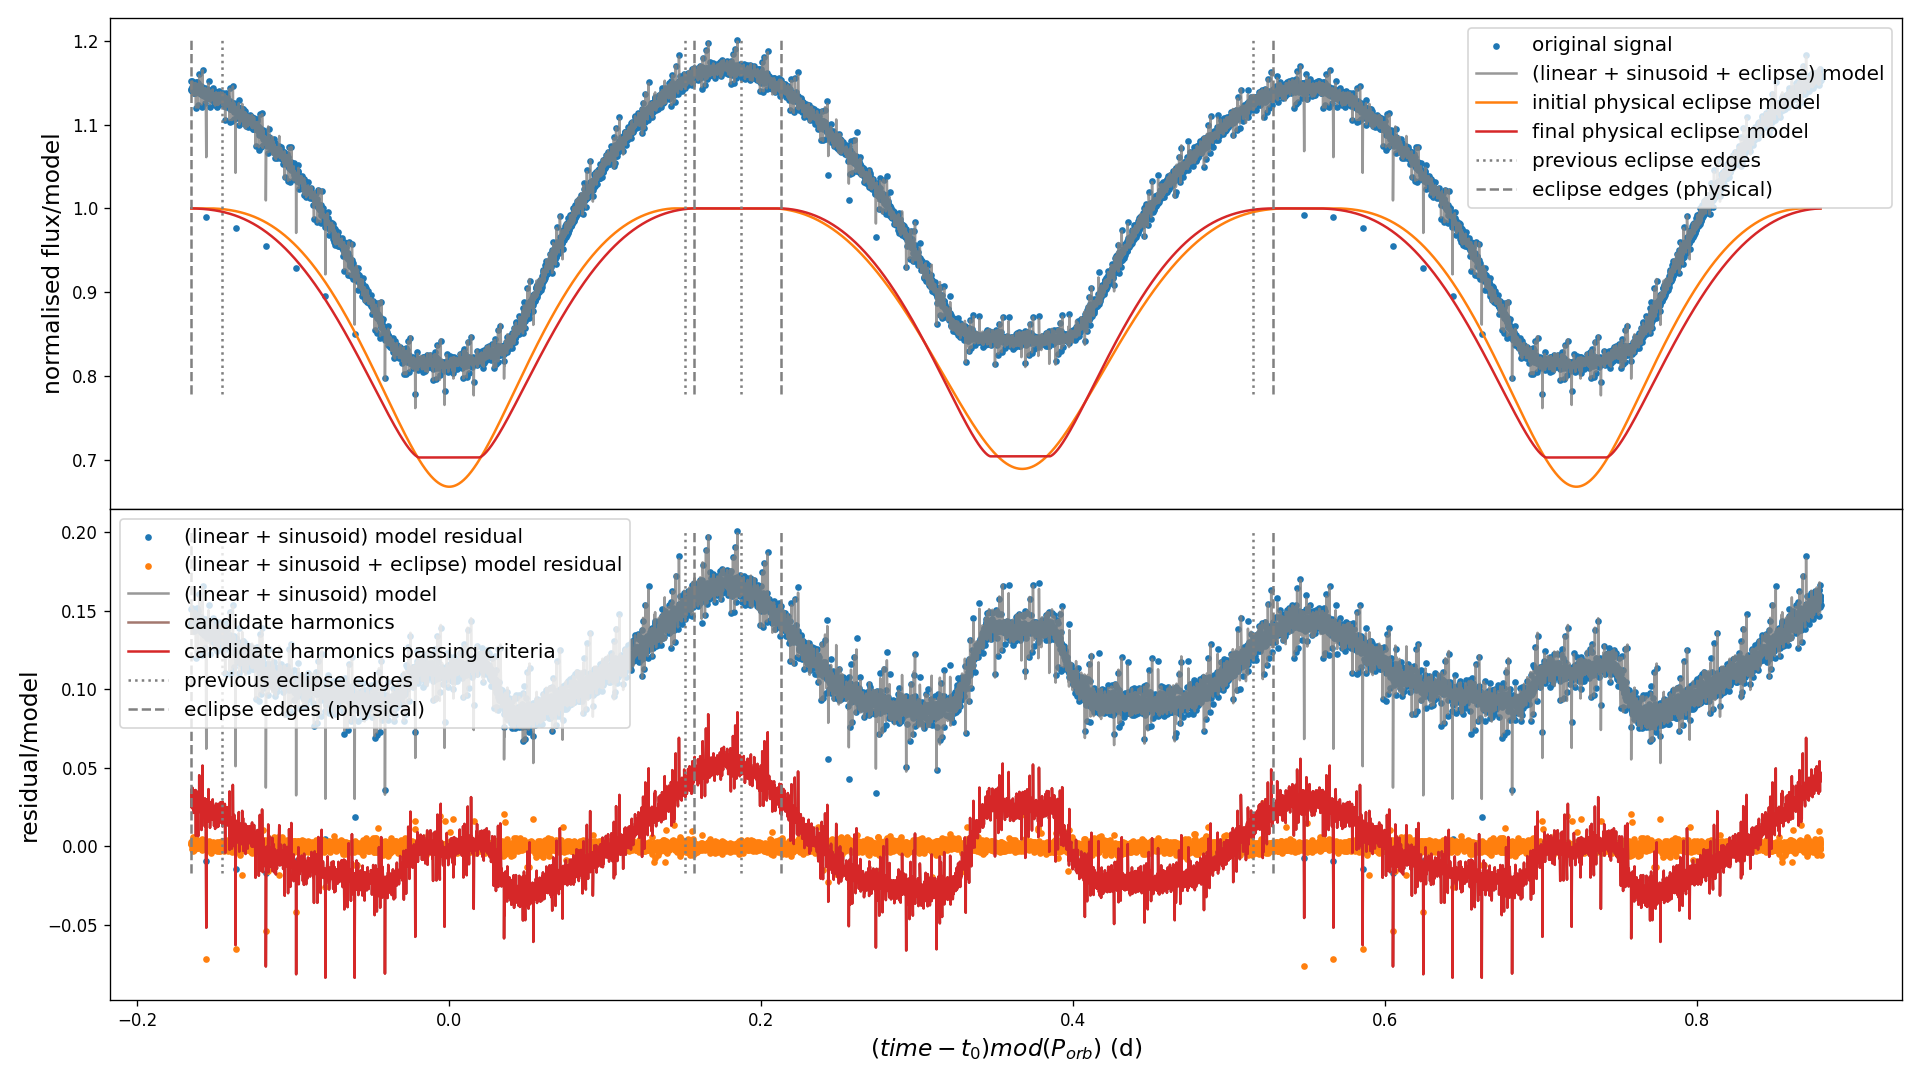 normalised flux/model
1.2
1.1
1.0
0.9
0.8
0.7
original signal
(linear + sinusoid + eclipse) model
initial physical eclipse model
final physical eclipse model
previous eclipse edges
eclipse edges (physical)
residual/model
0.20
0.15
0.10
0.05
0.00
−0.05
(linear + sinusoid) model residual
(linear + sinusoid + eclipse) model residual
(linear + sinusoid) model
candidate harmonics
candidate harmonics passing criteria
previous eclipse edges
eclipse edges (physical)
−0.2 0.0 0.2 0.4 0.6 0.8
(time − t₀)mod(Pₒᵣb) (d)